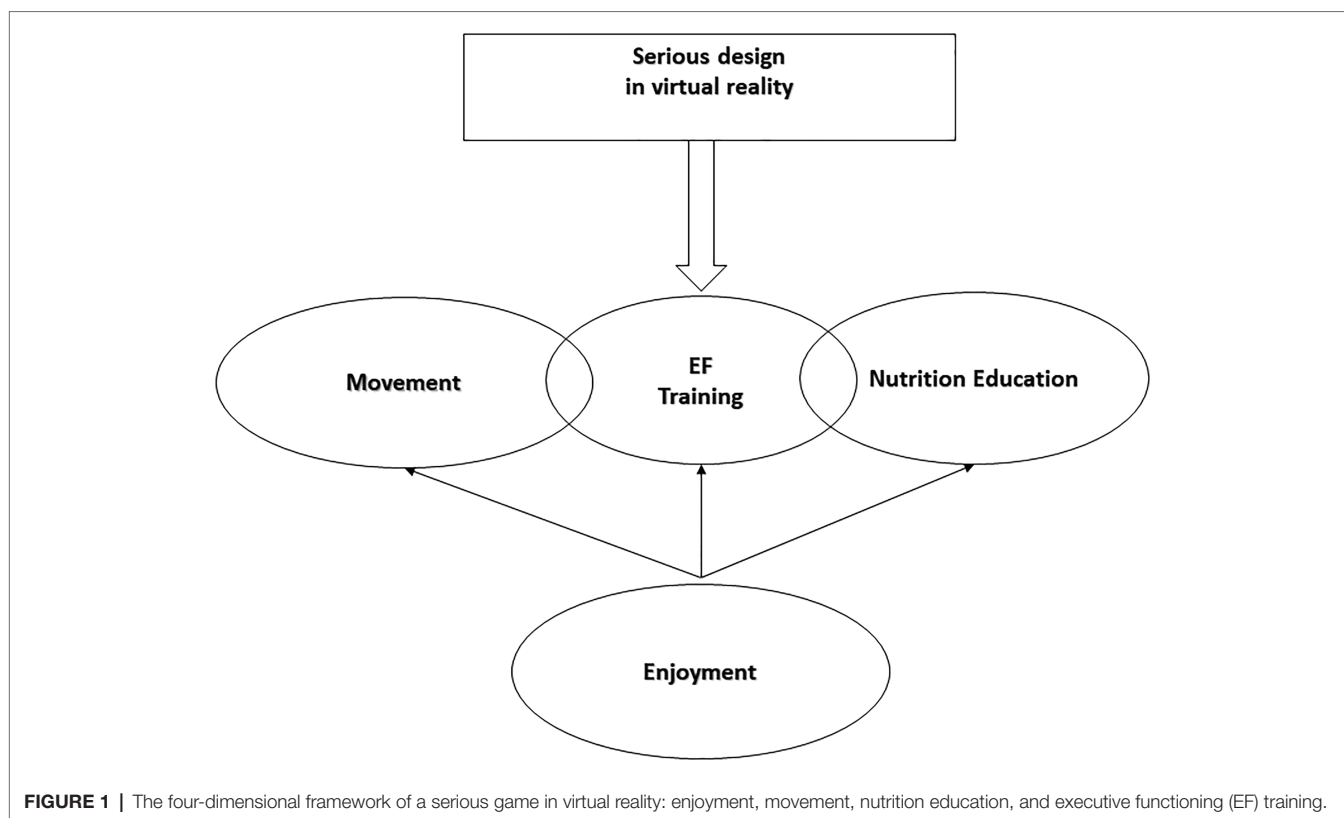 Serious design
in virtual reality
Movement
EF
Training
Nutrition Education
Enjoyment
FIGURE 1 | The four-dimensional framework of a serious game in virtual reality: enjoyment, movement, nutrition education, and executive functioning (EF) training.